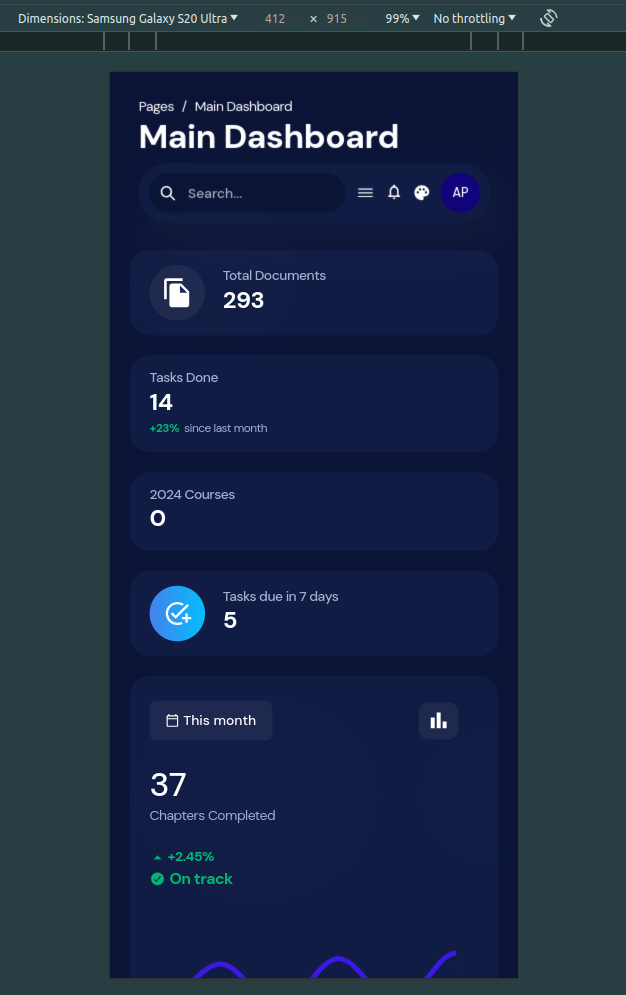 Dimensions: Samsung Galaxy S20 Ultra 412 × 915 99% No throttling
Pages / Main Dashboard
Main Dashboard
Search... AP
Total Documents
293
Tasks Done
14
+23% since last month
2024 Courses
0
Tasks due in 7 days
5
This month
37
Chapters Completed
+2.45%
On track